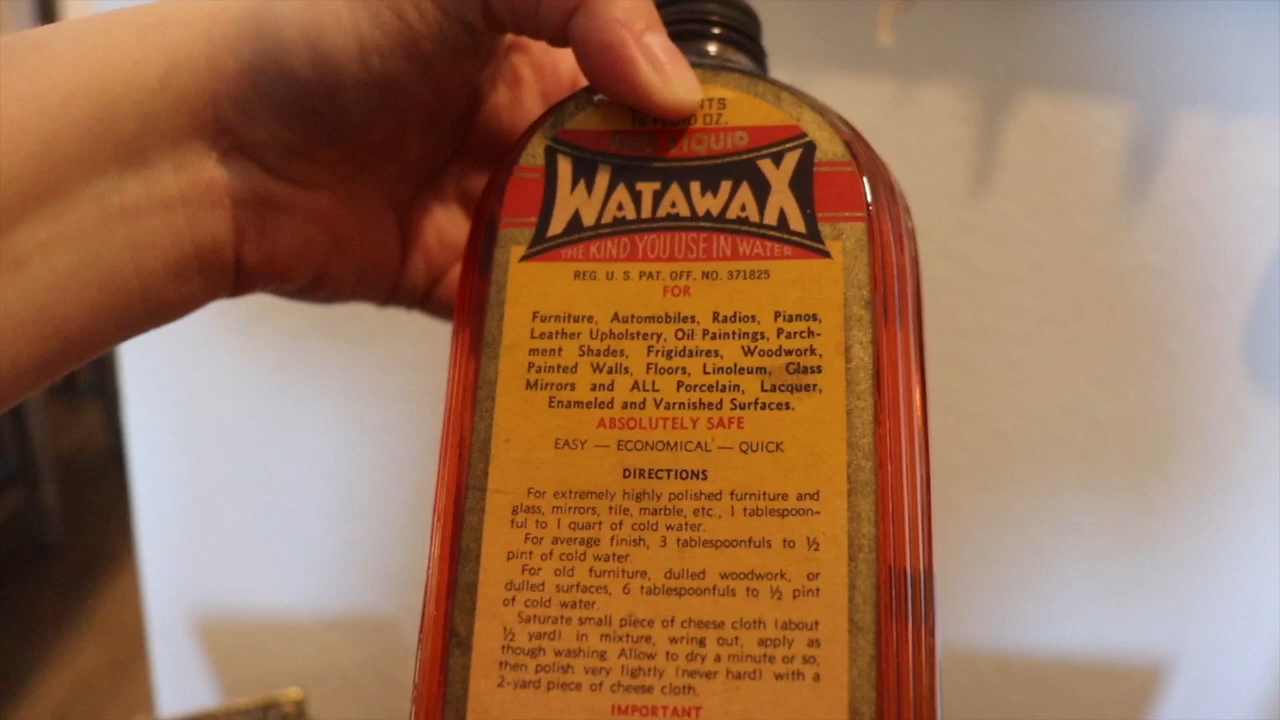 16 FLUID OZ.
LIQUID
WATAWAX
THE KIND YOU USE IN WATER
REG. U. S. PAT. OFF. NO. 371825
FOR
Furniture, Automobiles, Radios, Pianos,
Leather Upholstery, Oil Paintings, Parch-
ment Shades, Frigidaires, Woodwork,
Painted Walls, Floors, Linoleum, Glass
Mirrors and ALL Porcelain, Lacquer,
Enameled and Varnished Surfaces.
ABSOLUTELY SAFE
EASY — ECONOMICAL — QUICK
DIRECTIONS
For extremely highly polished furniture and
glass, mirrors, tile, marble, etc., 1 tablespoon-
ful to 1 quart of cold water.
For average finish, 3 tablespoonfuls to ½
pint of cold water.
For old furniture, dulled woodwork, or
dulled surfaces, 6 tablespoonfuls to ½ pint
of cold water.
Saturate small piece of cheese cloth (about
½ yard) in mixture, wring out, apply as
though washing. Allow to dry a minute or so,
then polish very lightly (never hard) with a
2-yard piece of cheese cloth.
IMPORTANT